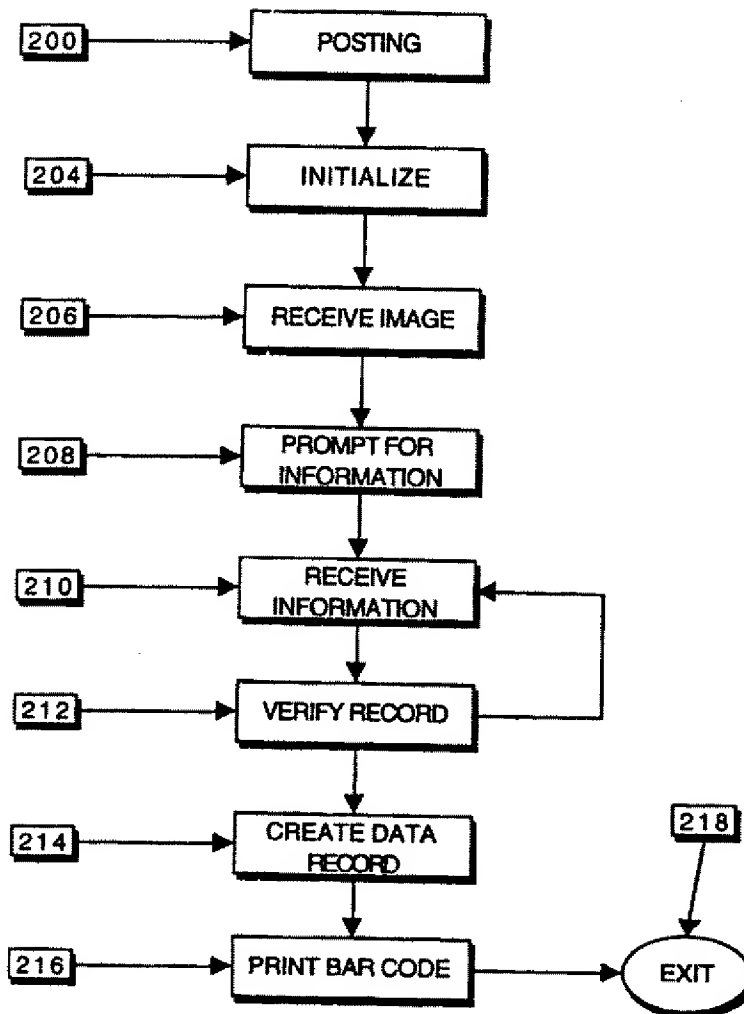 200
POSTING
204
INITIALIZE
206
RECEIVE IMAGE
208
PROMPT FOR
INFORMATION
210
RECEIVE
INFORMATION
212
VERIFY RECORD
214
CREATE DATA
RECORD
218
216
PRINT BAR CODE
EXIT